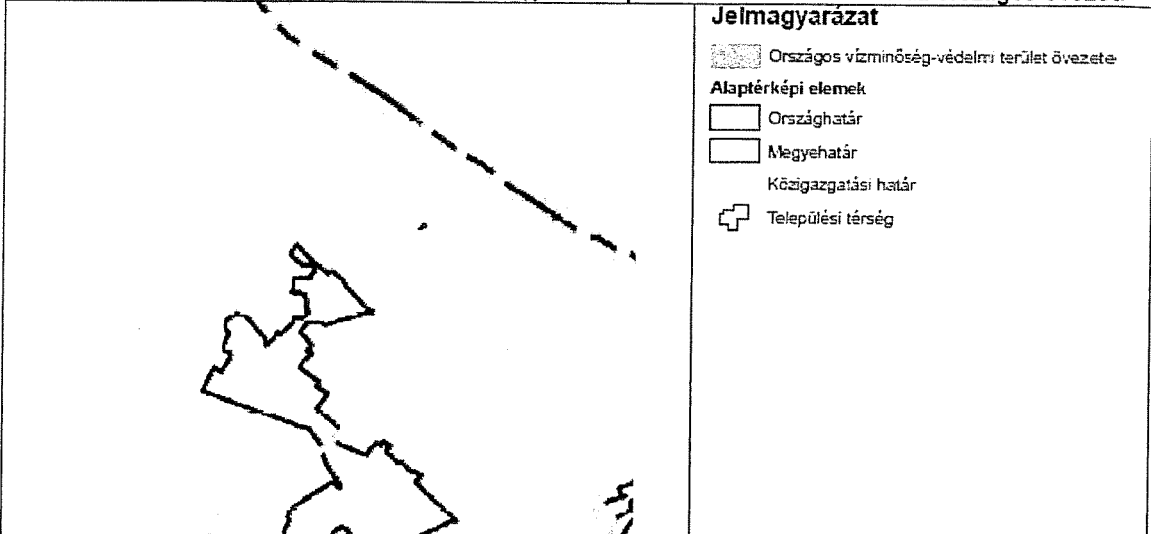 Jelmagyarázat
Országos vízminőség-védelmi terület övezete
Alaptérképi elemek
Országhatár
Megyehatár
Közigazgatási határ
Települési térség